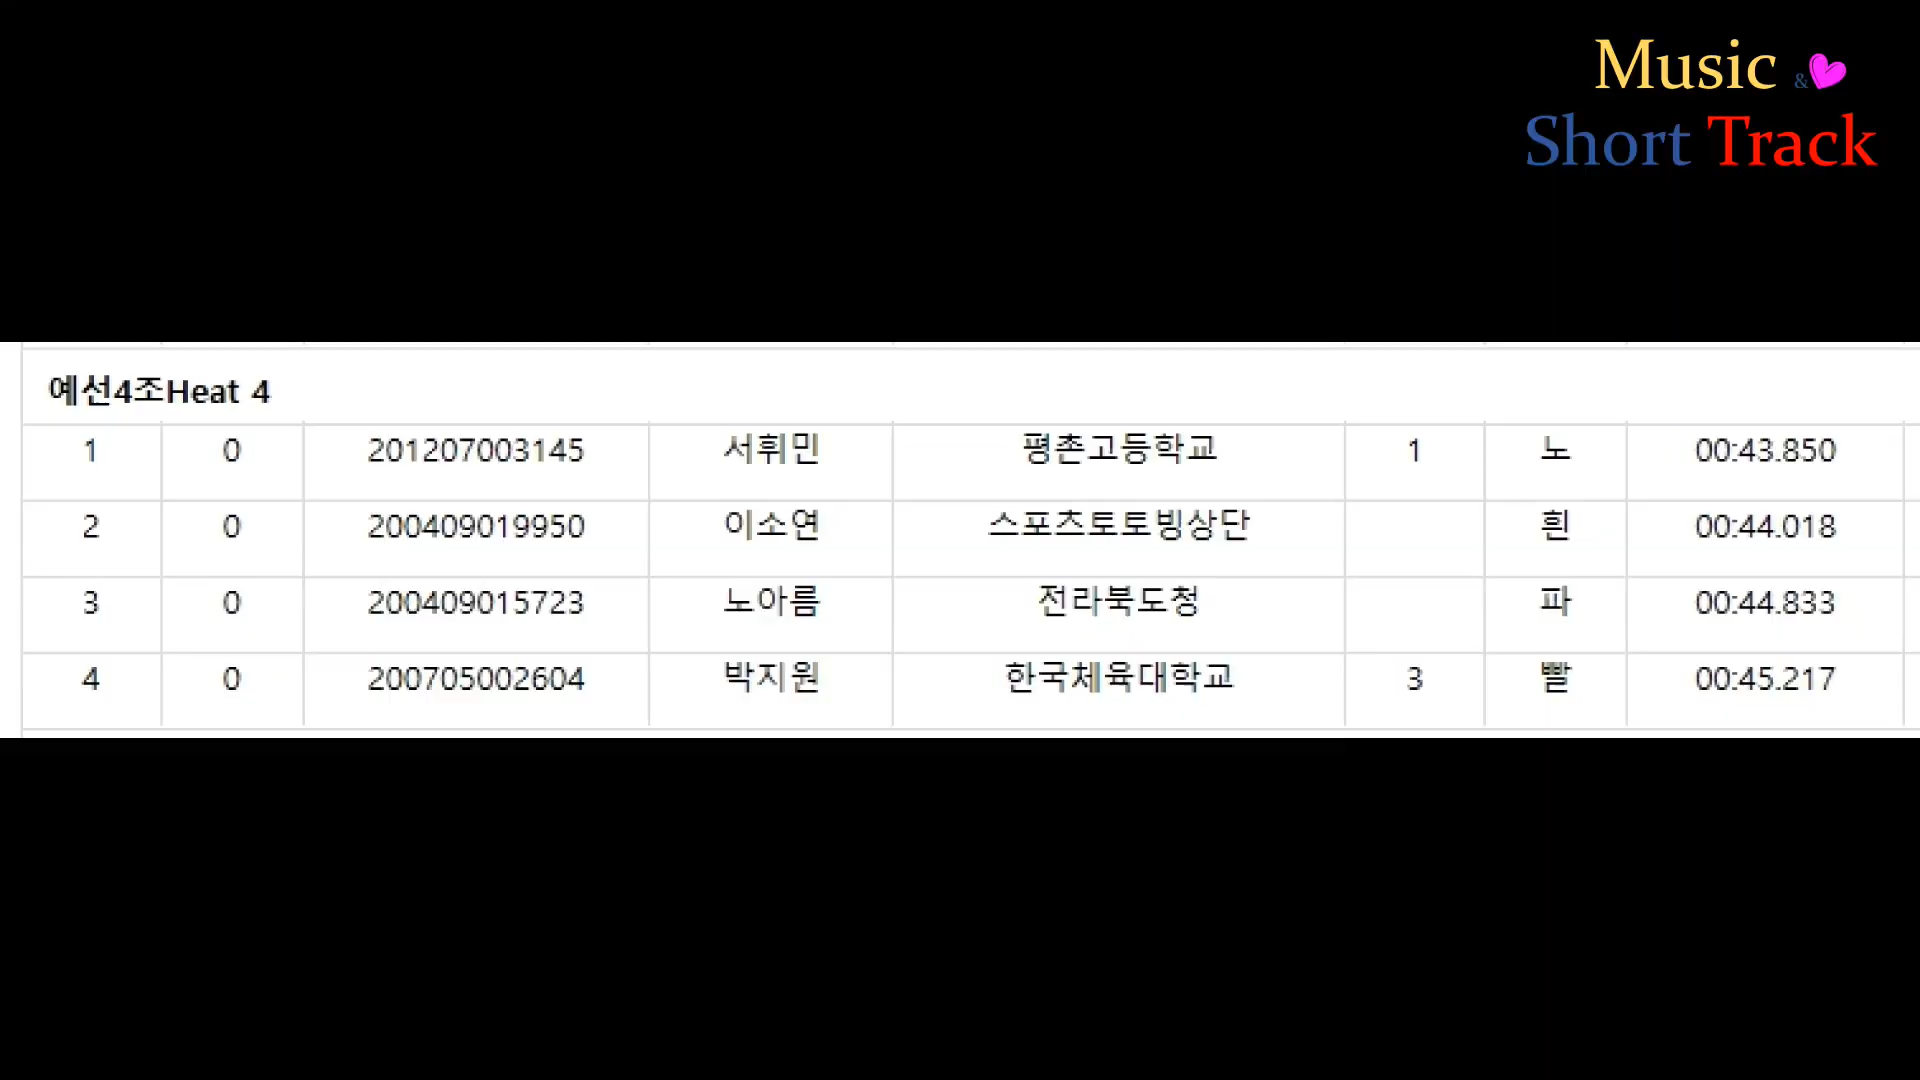 Music &
Short Track
예선4조Heat 4
1 0 201207003145 서휘민 평촌고등학교 1 노 00:43.850
2 0 200409019950 이소연 스포츠토토빙상단 흰 00:44.018
3 0 200409015723 노아름 전라북도청 파 00:44.833
4 0 200705002604 박지원 한국체육대학교 3 빨 00:45.217